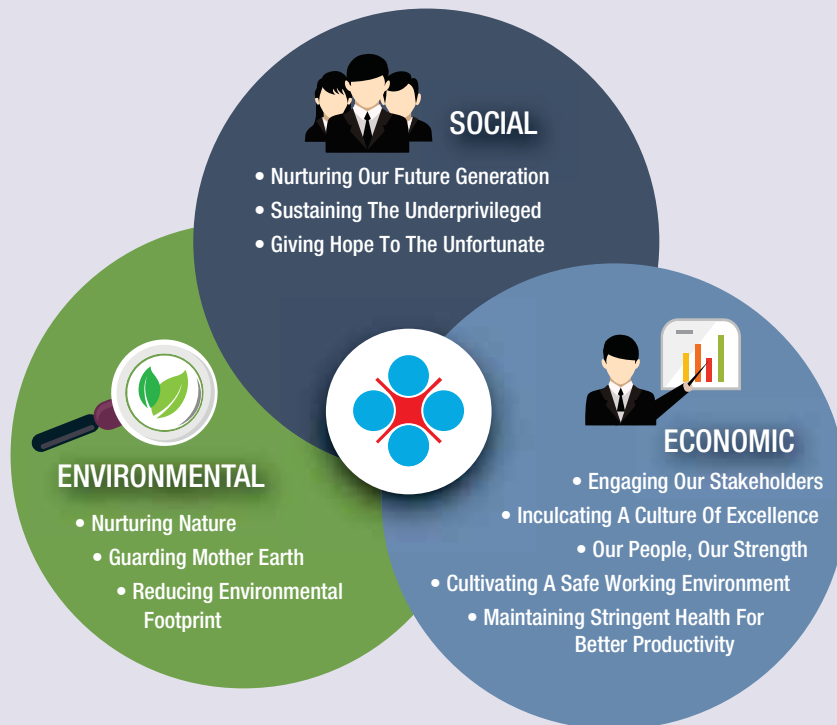 SOCIAL
• Nurturing Our Future Generation
• Sustaining The Underprivileged
• Giving Hope To The Unfortunate
ENVIRONMENTAL
• Nurturing Nature
• Guarding Mother Earth
• Reducing Environmental
Footprint
ECONOMIC
• Engaging Our Stakeholders
• Inculcating A Culture Of Excellence
• Our People, Our Strength
• Cultivating A Safe Working Environment
• Maintaining Stringent Health For
Better Productivity